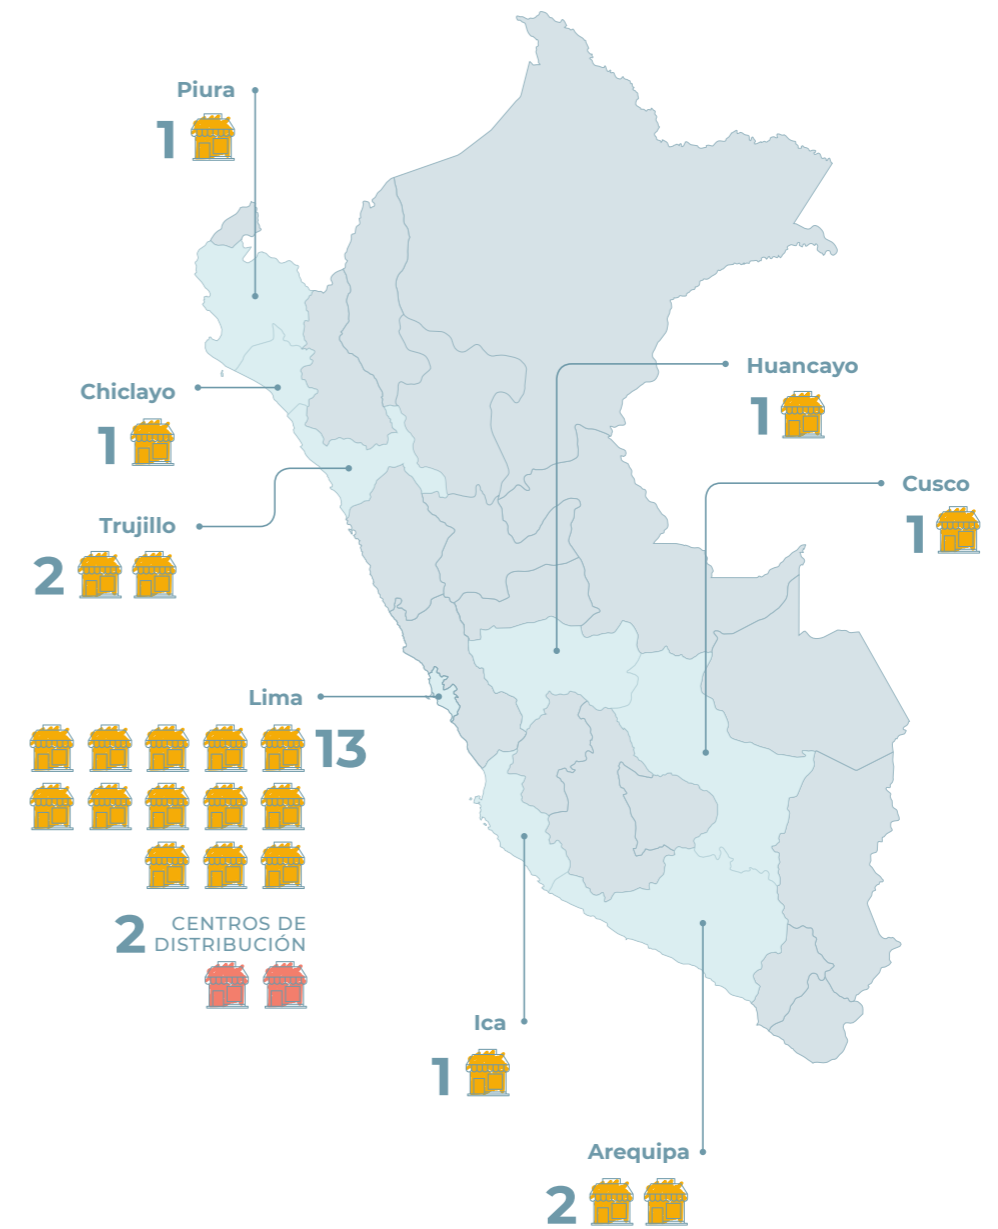 Piura
1
Chiclayo
1
Trujillo
2
Lima
13
2 CENTROS DE
DISTRIBUCIÓN
Huancayo
1
Cusco
1
Ica
1
Arequipa
2